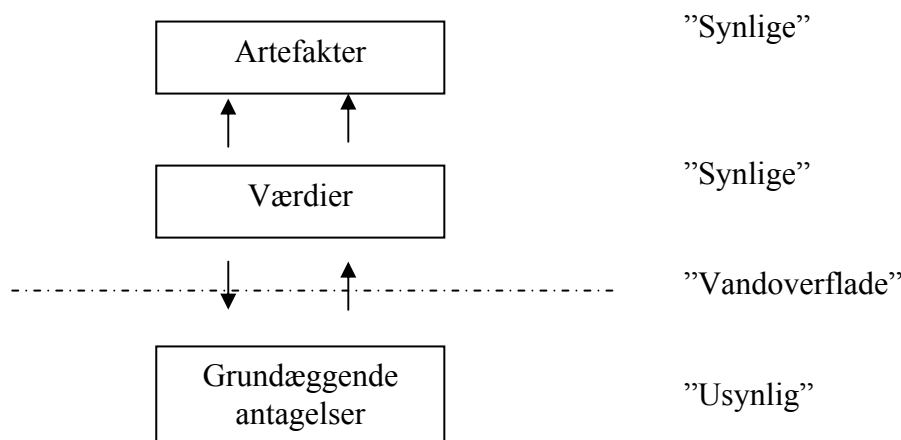 Artefakter
”Synlige”
Værdier
”Synlige”
”Vandoverflade”
Grundæggende
antagelser
”Usynlig”